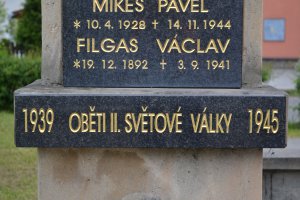 MIKEŠ PAVEL
* 10. 4. 1928 † 14. 11. 1944
FILGAS VÁCLAV
* 19. 12. 1892 † 3. 9. 1941
1939 OBĚTI II. SVĚTOVÉ VÁLKY 1945